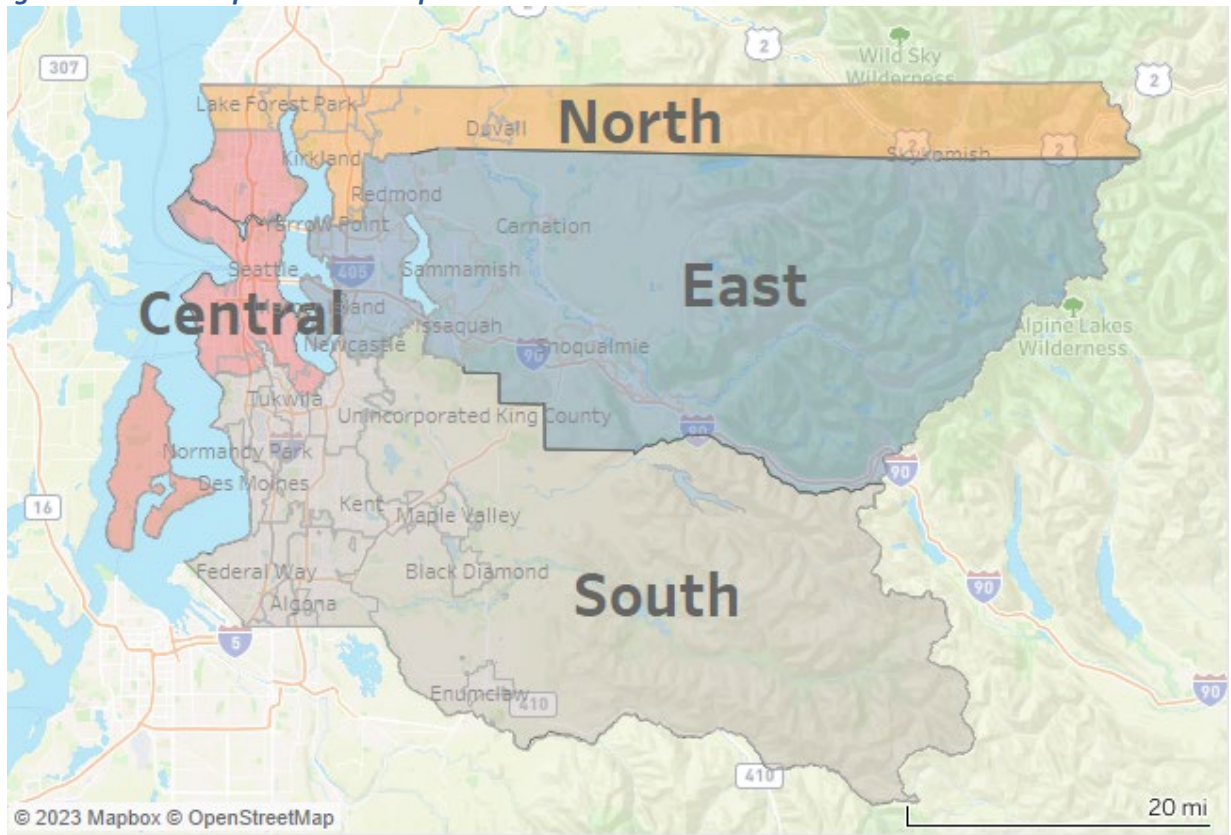 2
307
Wild Sky
Wilderness
2
Lake Forest Park
North
Duvall
2
Skykomish
2
Kirkland
Redmond
Yarrow Point
Carnation
Seattle
405
Sammamish
East
Central
Island
Issaquah
Alpine Lakes
Wilderness
Newcastle
90
Snoqualmie
Tukwila
Unincorporated King County
90
Normandy Park
90
Des Moines
16
Kent
Maple Valley
Federal Way
Black Diamond
90
Algona
South
5
Enumclaw
410
90
410
© 2023 Mapbox © OpenStreetMap
20 mi